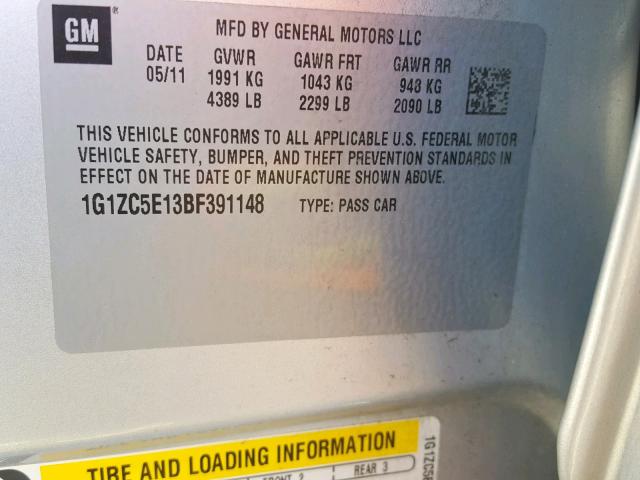 GM
MFD BY GENERAL MOTORS LLC
DATE GVWR GAWR FRT GAWR RR
05/11 1991 KG 1043 KG 948 KG
4389 LB 2299 LB 2090 LB
THIS VEHICLE CONFORMS TO ALL APPLICABLE U.S. FEDERAL MOTOR
VEHICLE SAFETY, BUMPER, AND THEFT PREVENTION STANDARDS IN
EFFECT ON THE DATE OF MANUFACTURE SHOWN ABOVE.
1G1ZC5E13BF391148 TYPE: PASS CAR
TIRE AND LOADING INFORMATION
FRONT 2 REAR 3